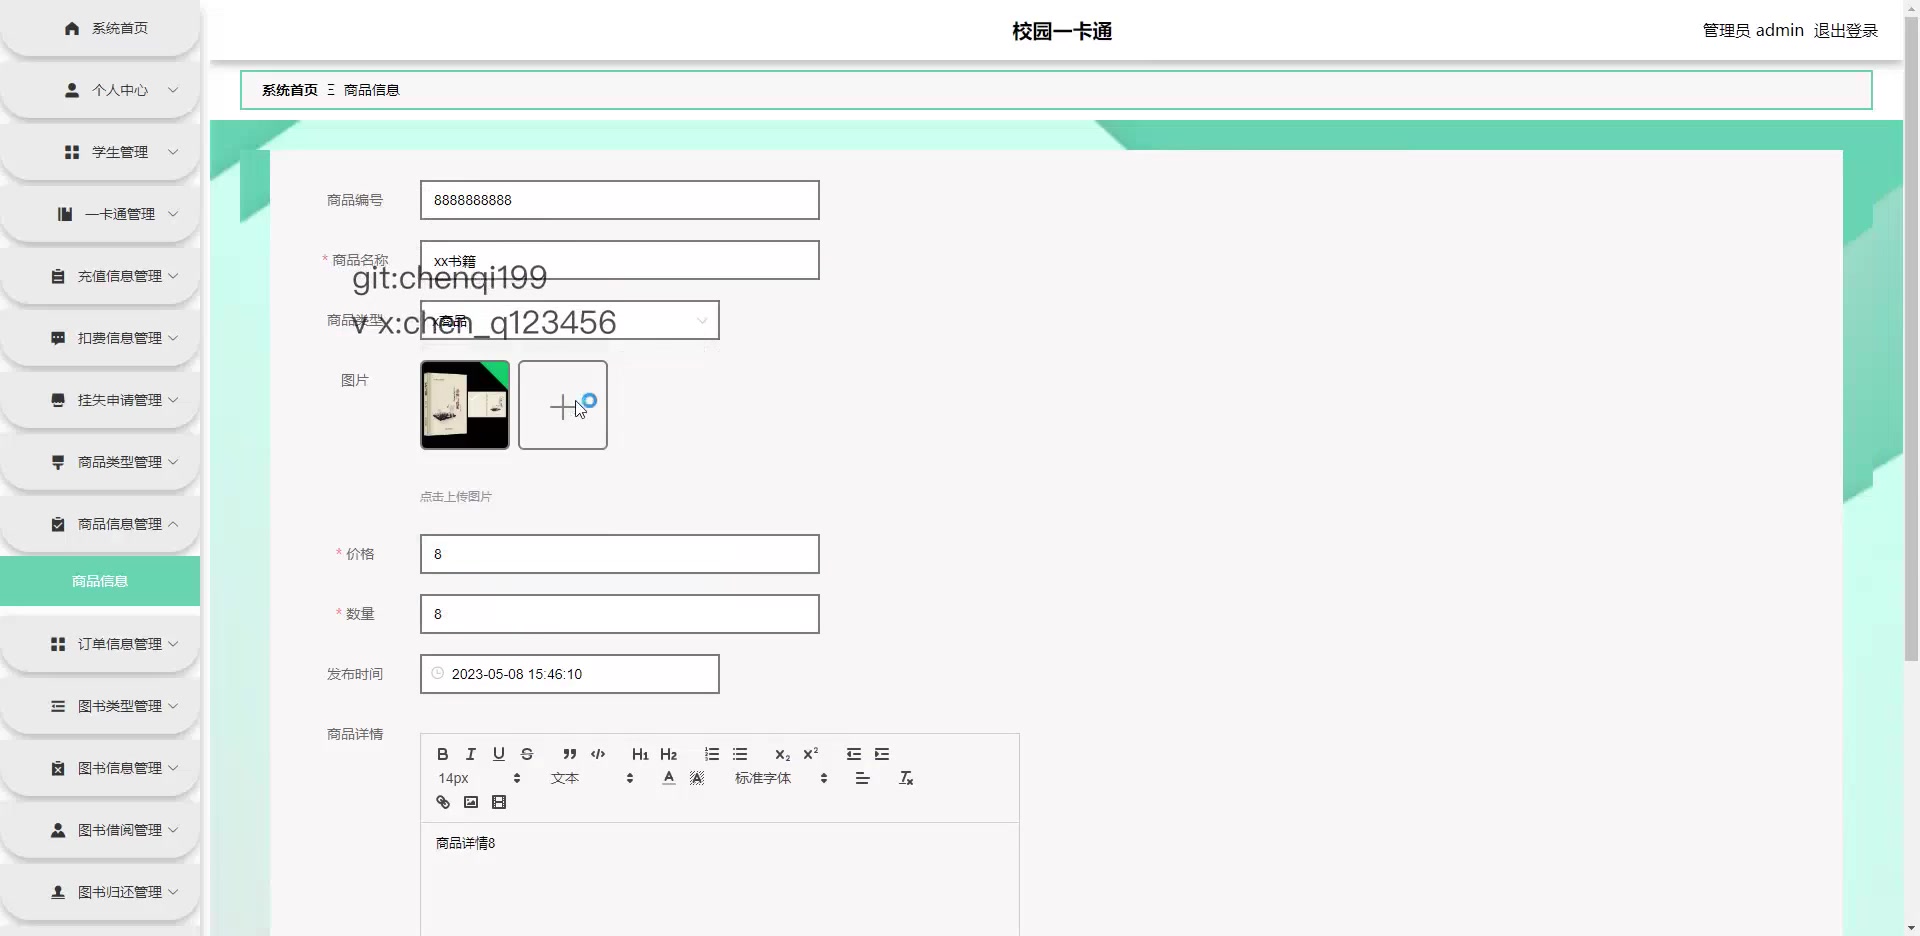 系统首页
个人中心
学生管理
一卡通管理
充值信息管理
扣费信息管理
挂失申请管理
商品类型管理
商品信息管理
商品信息
订单信息管理
图书类型管理
图书信息管理
图书借阅管理
图书归还管理
校园一卡通
管理员 admin 退出登录
系统首页 Ξ 商品信息
商品编号 8888888888
* 商品名称 xx书籍
git:chenqi199
商品类型 x商品
v x:chen_q123456
图片
点击上传图片
* 价格 8
* 数量 8
发布时间 2023-05-08 15:46:10
商品详情
B I U S ” </> H1 H2 X2 X2
14px 文本 A A 标准字体 Tx
商品详情8